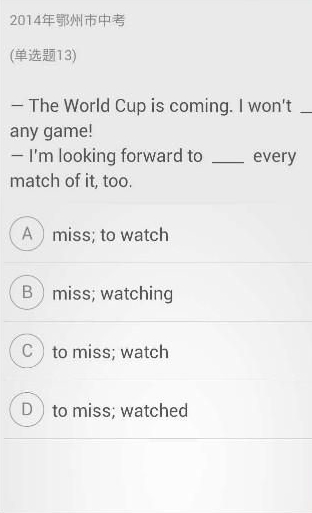 2014年鄂州市中考
(单选题13)
— The World Cup is coming. I won't _
any game!
— I'm looking forward to ____ every
match of it, too.
A miss; to watch
B miss; watching
C to miss; watch
D to miss; watched